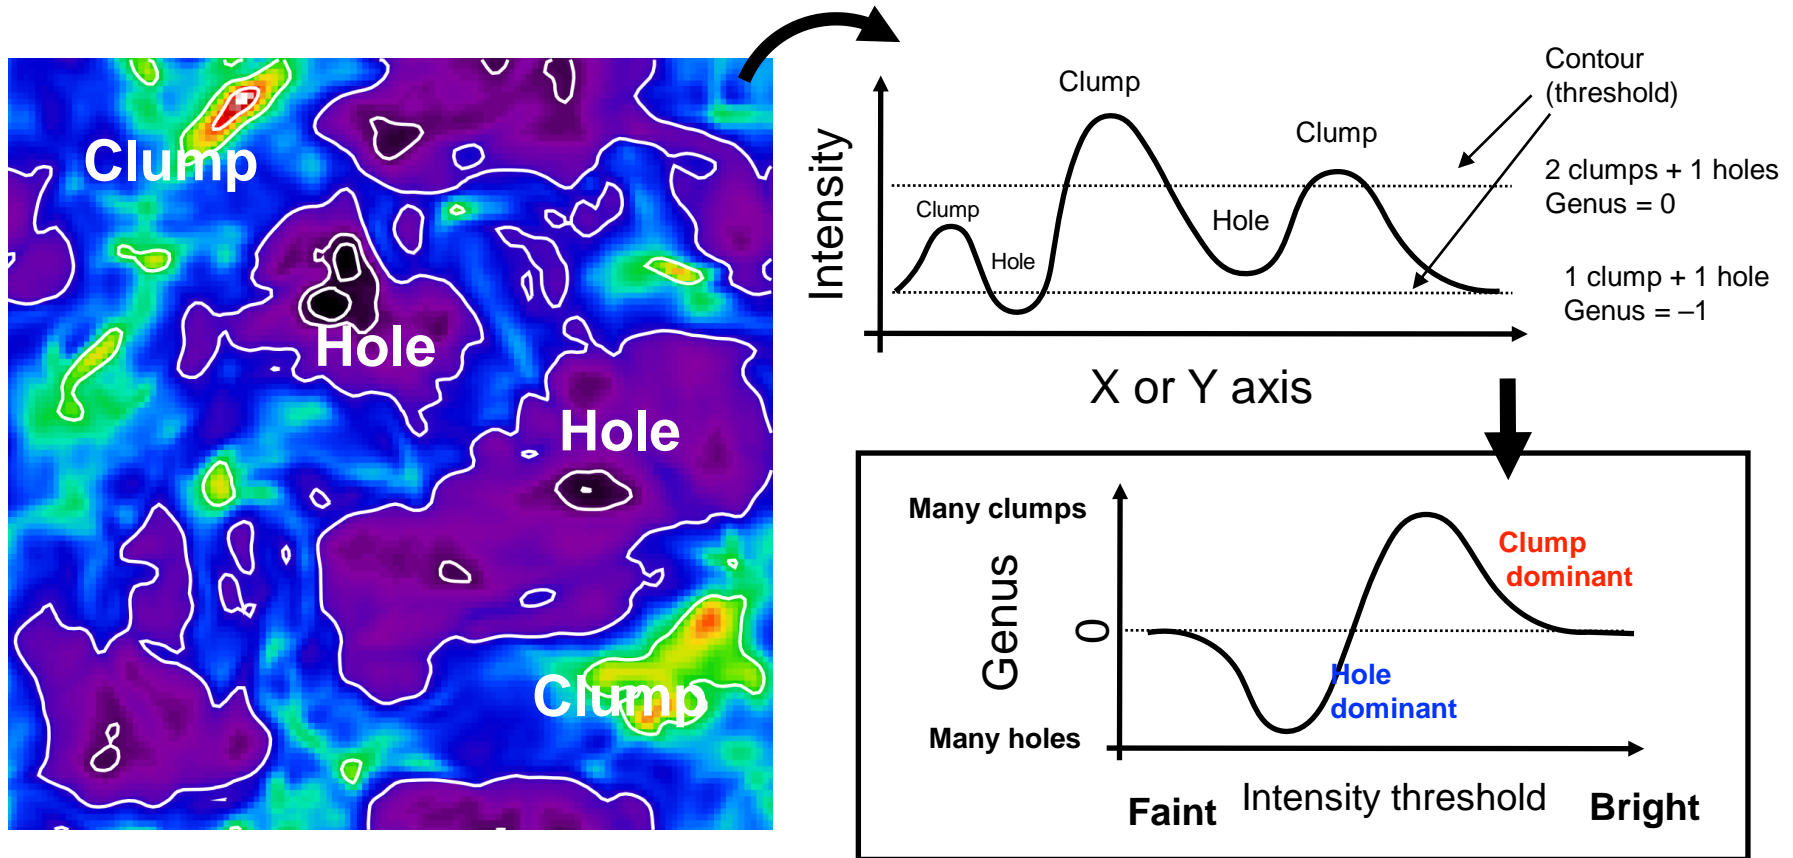 Clump
Hole
Hole
Clump
Intensity
Clump
Hole
Clump
Hole
Clump
Contour
(threshold)
2 clumps + 1 holes
Genus = 0
1 clump + 1 hole
Genus = –1
X or Y axis
Many clumps
Genus
0
Many holes
Clump
dominant
Hole
dominant
Faint
Intensity threshold
Bright